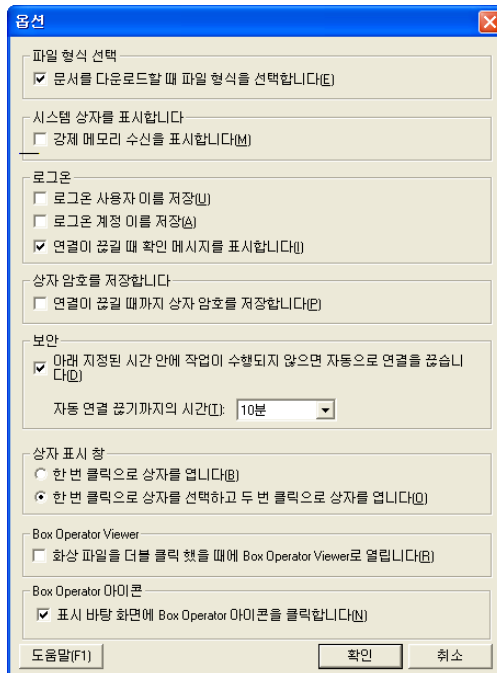 옵션
파일 형식 선택
문서를 다운로드할 때 파일 형식을 선택합니다(E)
시스템 상자를 표시합니다
강제 메모리 수신을 표시합니다(M)
로그온
로그온 사용자 이름 저장(U)
로그온 계정 이름 저장(A)
연결이 끊길 때 확인 메시지를 표시합니다(I)
상자 암호를 저장합니다
연결이 끊길 때까지 상자 암호를 저장합니다(P)
보안
아래 지정된 시간 안에 작업이 수행되지 않으면 자동으로 연결을 끊습니
다(D)
자동 연결 끊기까지의 시간(T): 10분
상자 표시 창
한 번 클릭으로 상자를 엽니다(B)
한 번 클릭으로 상자를 선택하고 두 번 클릭으로 상자를 엽니다(O)
Box Operator Viewer
화상 파일을 더블 클릭 했을 때에 Box Operator Viewer로 열립니다(R)
Box Operator 아이콘
표시 바탕 화면에 Box Operator 아이콘을 클릭합니다(N)
도움말(F1) 확인 취소